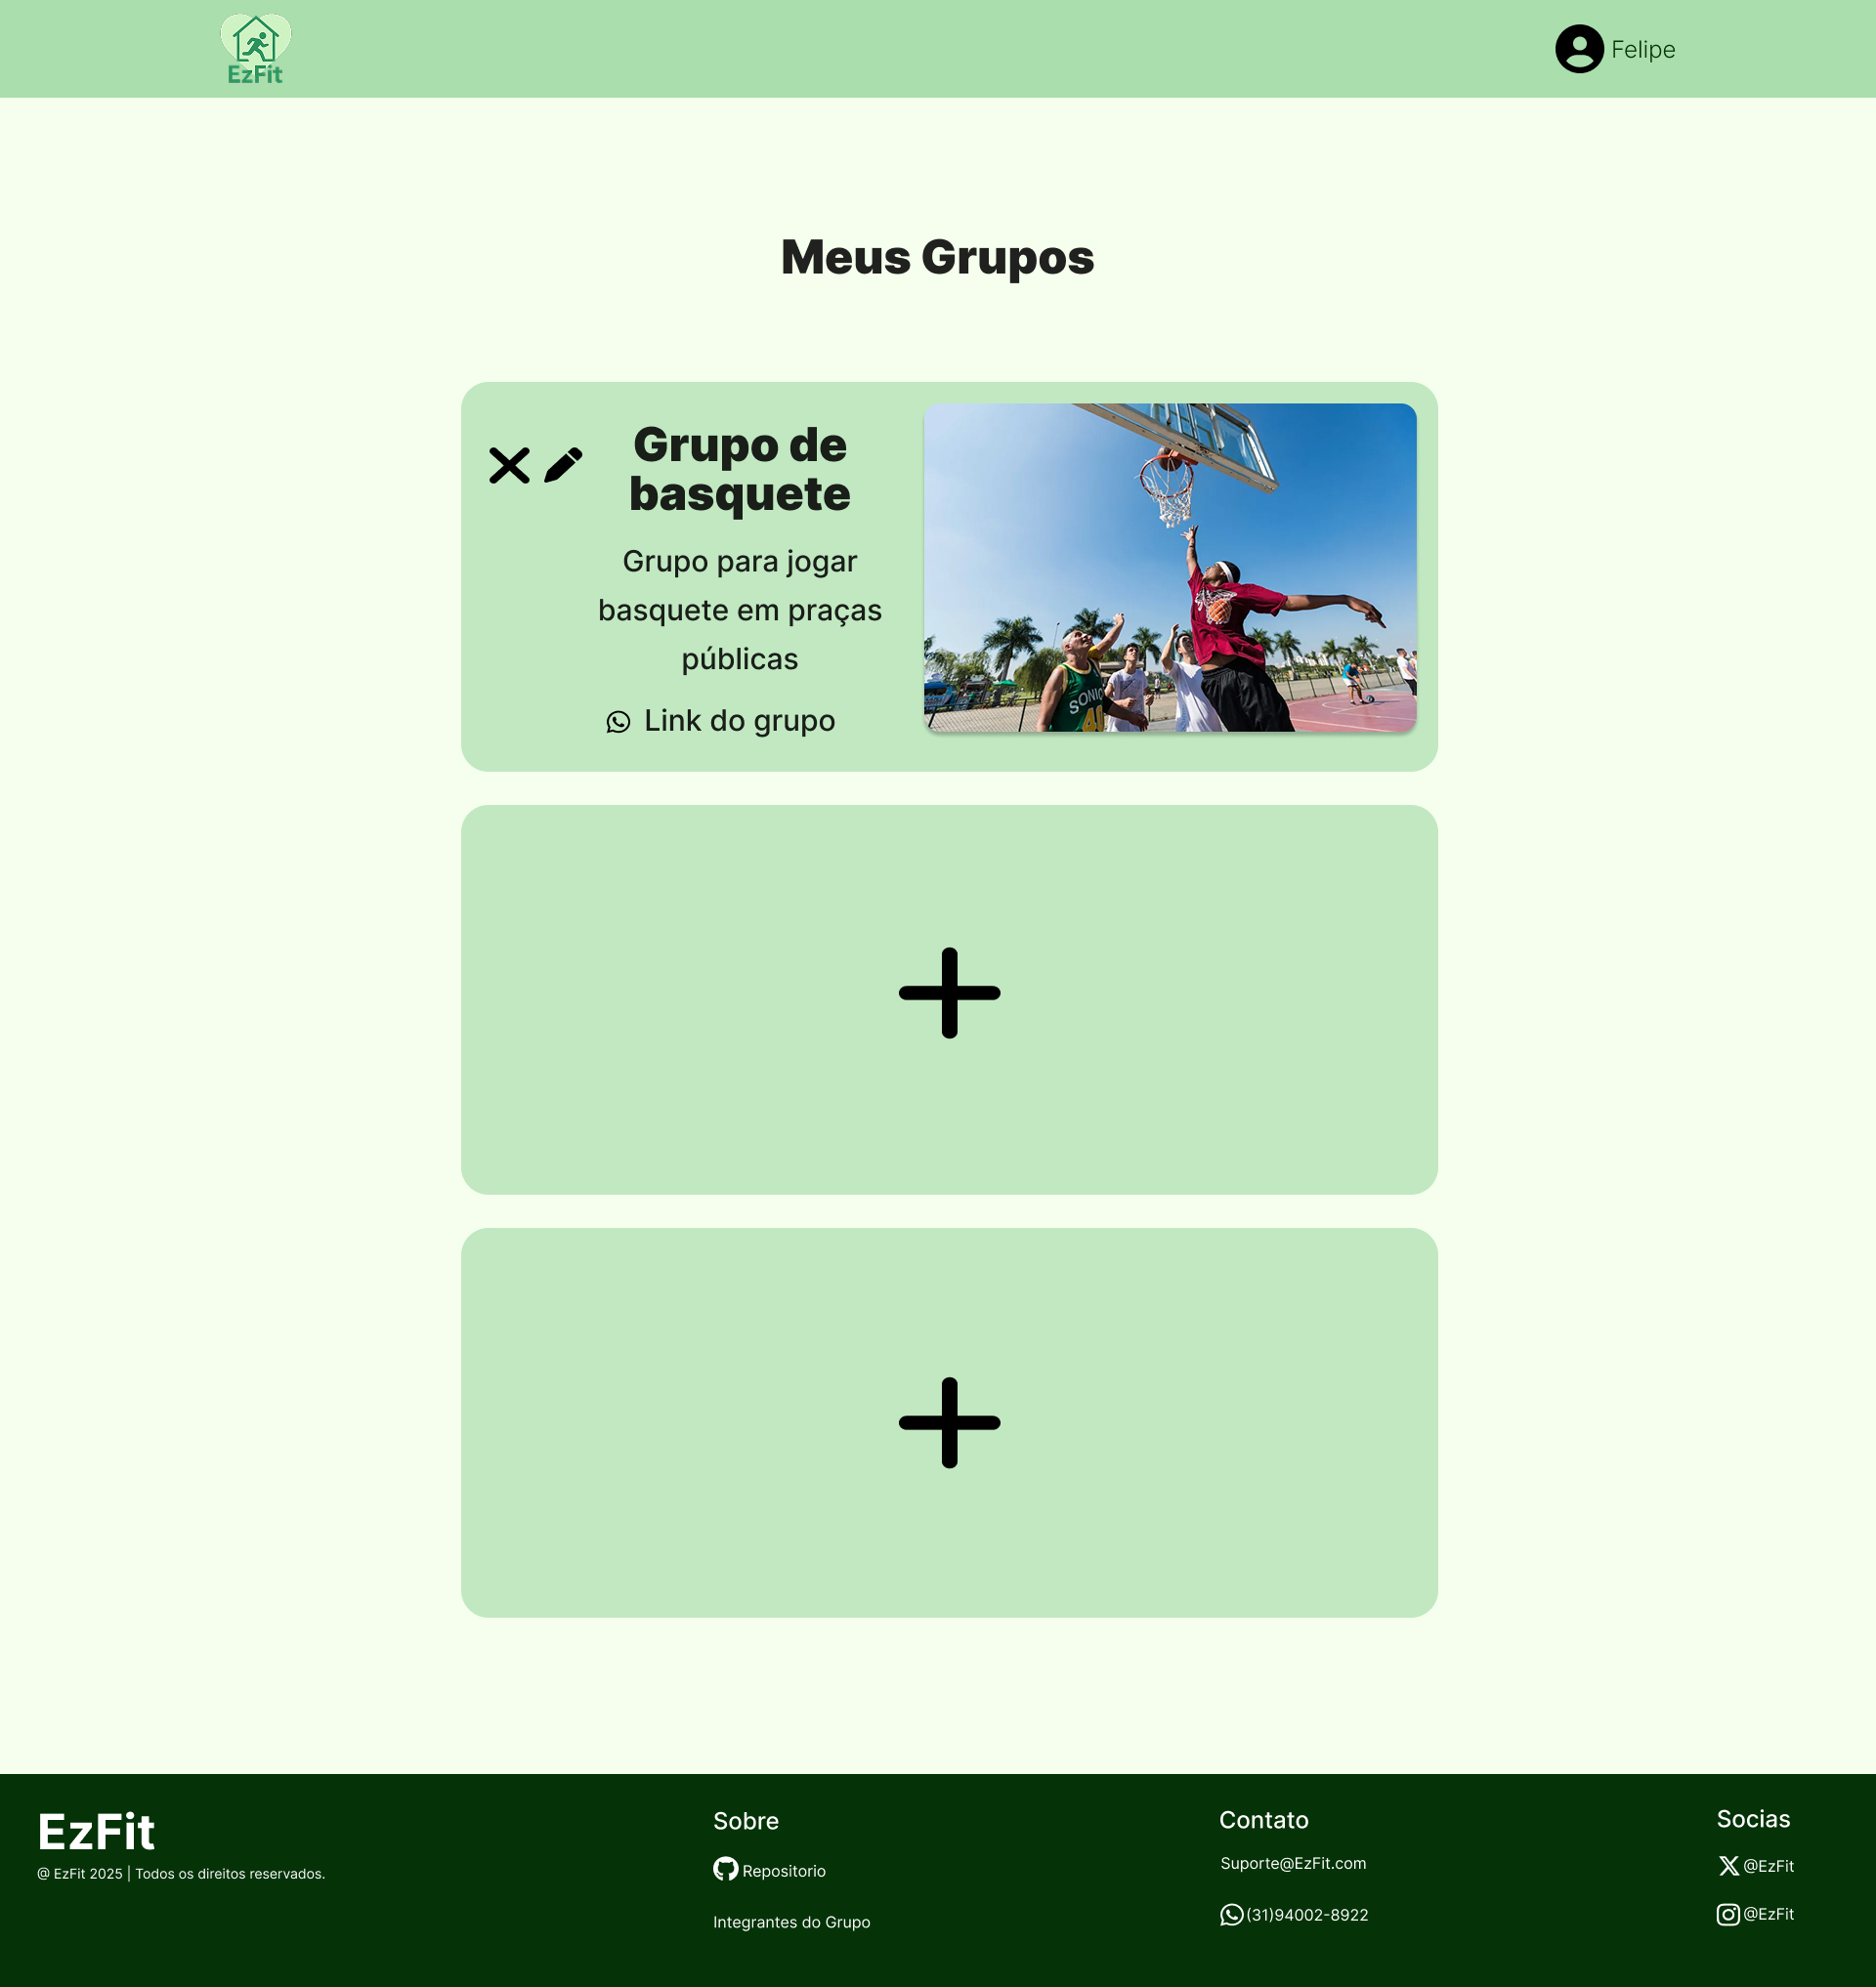 EzFit
Felipe
Meus Grupos
Grupo de
basquete
Grupo para jogar
basquete em praças
públicas
Link do grupo
SONIC
40
EzFit
@ EzFit 2025 | Todos os direitos reservados.
Sobre
Repositorio
Integrantes do Grupo
Contato
Suporte@EzFit.com
(31)94002-8922
Socias
@EzFit
@EzFit